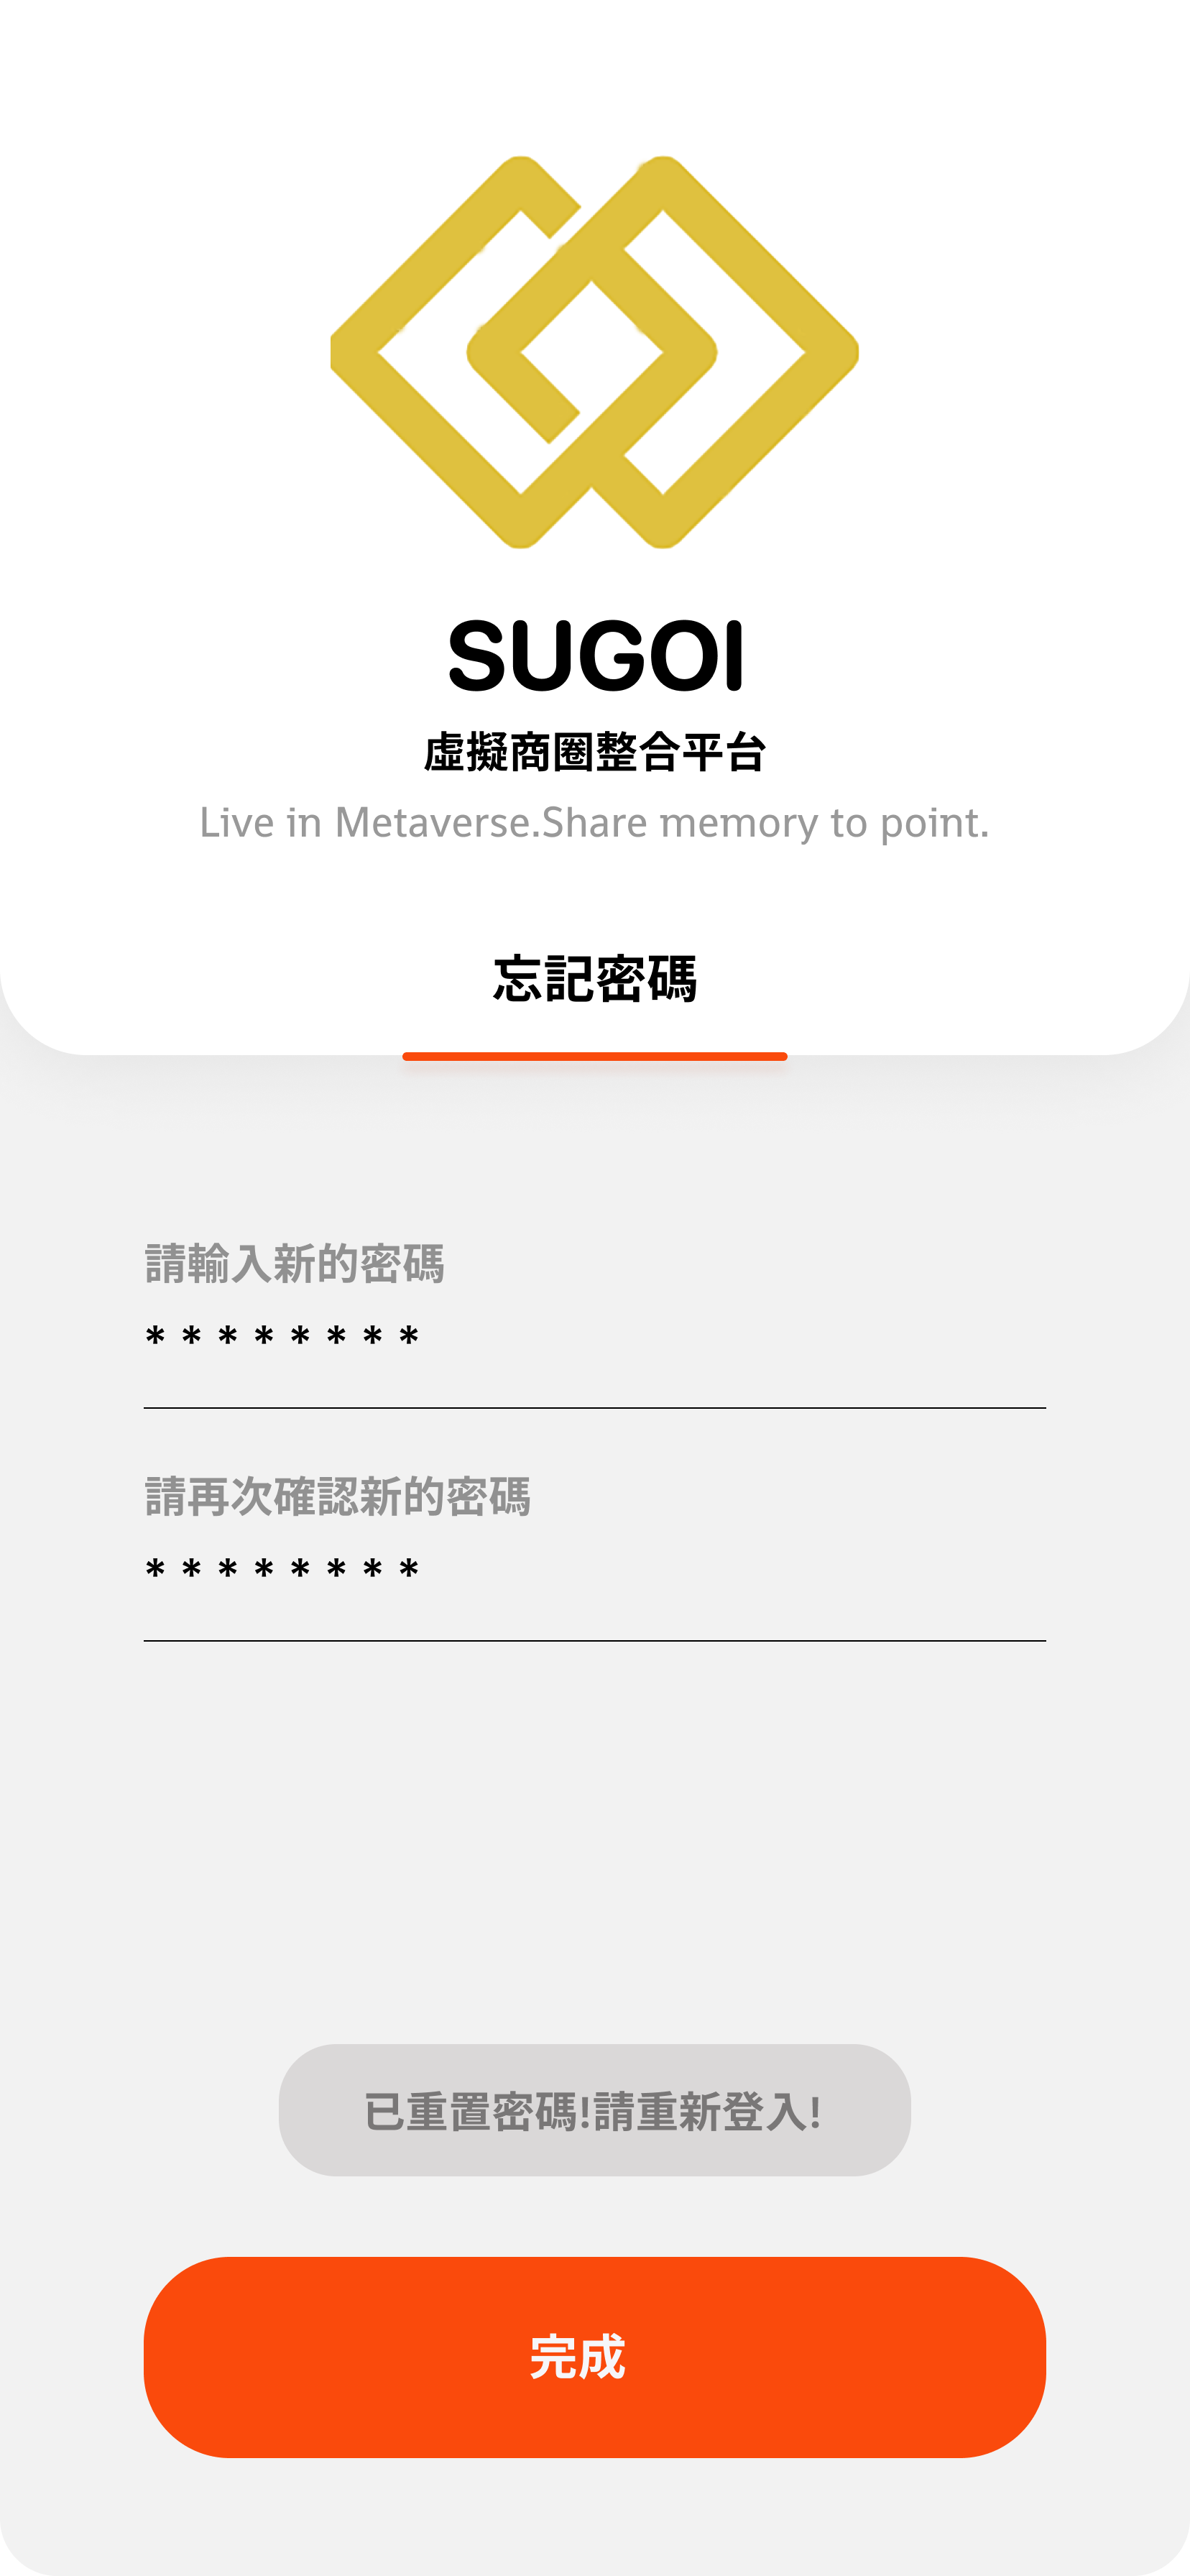 SUGOI
虛擬商圈整合平台
Live in Metaverse.Share memory to point.
忘記密碼
請輸入新的密碼
* * * * * * * *
請再次確認新的密碼
* * * * * * * *
已重置密碼!請重新登入!
完成